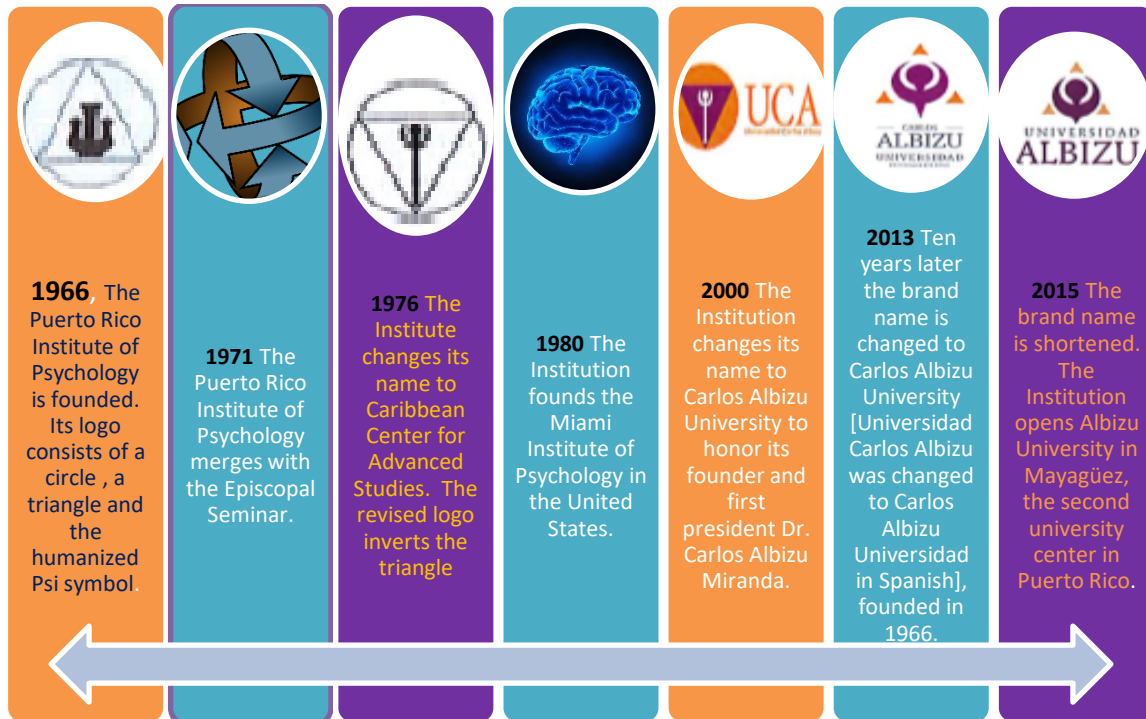 UCA
CARLOS
ALBIZU
UNIVERSIDAD
UNIVERSIDAD
ALBIZU
1966, The
Puerto Rico
Institute of
Psychology
is founded.
Its logo
consists of a
circle , a
triangle and
the
humanized
Psi symbol.
1971 The
Puerto Rico
Institute of
Psychology
merges with
the Episcopal
Seminar.
1976 The
Institute
changes its
name to
Caribbean
Center for
Advanced
Studies.  The
revised logo
inverts the
triangle
1980 The
Institution
founds the
Miami
Institute of
Psychology in
the United
States.
2000 The
Institution
changes its
name to
Carlos Albizu
University to
honor its
founder and
first
president Dr.
Carlos Albizu
Miranda.
2013 Ten
years later
the brand
name is
changed to
Carlos Albizu
University
[Universidad
Carlos Albizu
was changed
to Carlos
Albizu
Universidad
in Spanish],
founded in
1966.
2015 The
brand name
is shortened.
The
Institution
opens Albizu
University in
Mayagüez,
the second
university
center in
Puerto Rico.